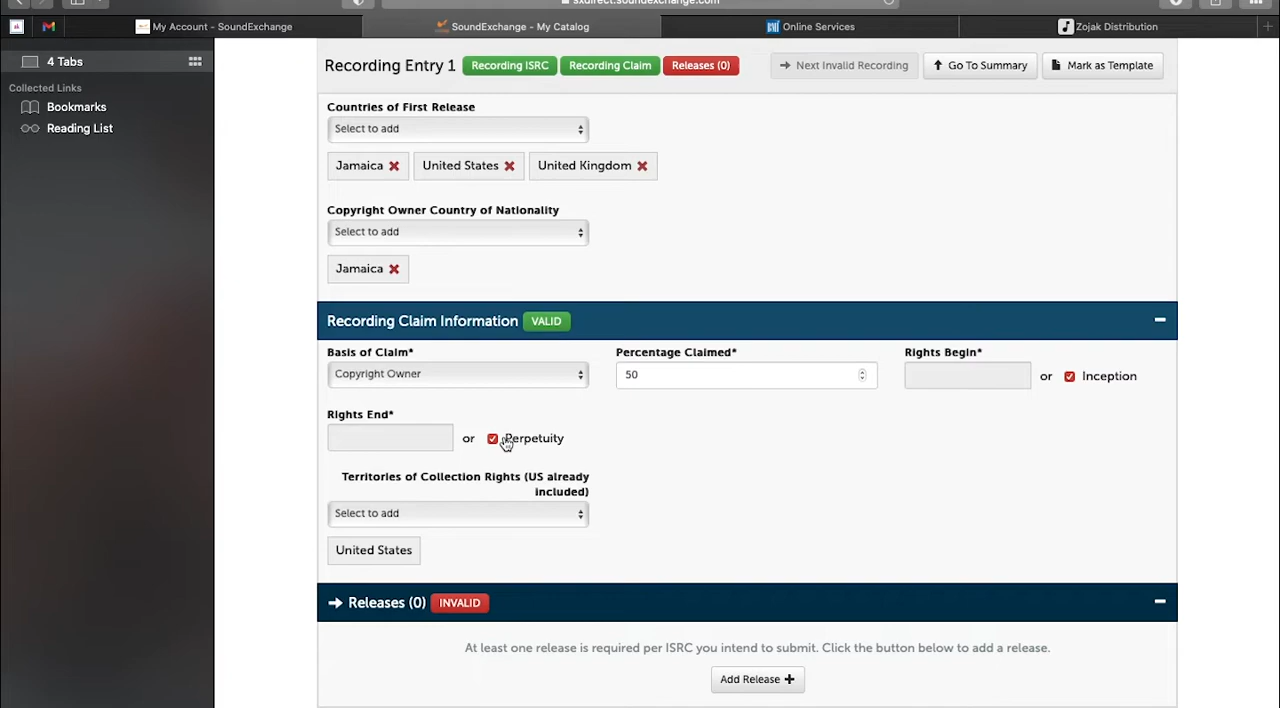 sxdirect.soundexchange.com
My Account - SoundExchange
SoundExchange - My Catalog
Online Services
Zojak Distribution
4 Tabs
Collected Links
Bookmarks
Reading List
Recording Entry 1
Recording ISRC
Recording Claim
Releases (0)
Next Invalid Recording
Go To Summary
Mark as Template
Countries of First Release
Select to add
Jamaica
United States
United Kingdom
Copyright Owner Country of Nationality
Select to add
Jamaica
Recording Claim Information VALID
Basis of Claim*
Percentage Claimed*
Rights Begin*
Copyright Owner
50
or
Inception
Rights End*
or
Perpetuity
Territories of Collection Rights (US already
included)
Select to add
United States
Releases (0) INVALID
At least one release is required per ISRC you intend to submit. Click the button below to add a release.
Add Release